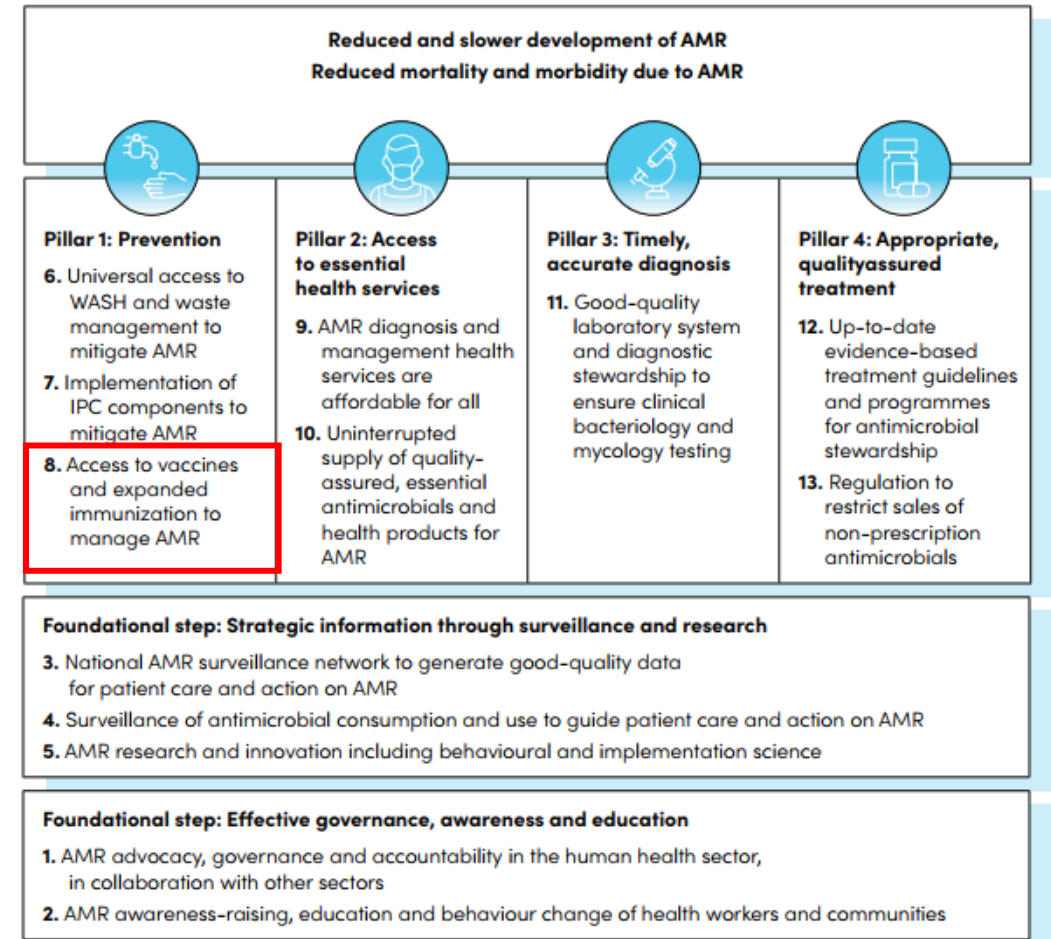 Reduced and slower development of AMR
Reduced mortality and morbidity due to AMR
Pillar 1: Prevention
6. Universal access to
WASH and waste
management to
mitigate AMR
7. Implementation of
IPC components to
mitigate AMR
8. Access to vaccines
and expanded
immunization to
manage AMR
Pillar 2: Access
to essential
health services
9. AMR diagnosis and
management health
services are
affordable for all
10. Uninterrupted
supply of quality-
assured, essential
antimicrobials and
health products for
AMR
Pillar 3: Timely,
accurate diagnosis
11. Good-quality
laboratory system
and diagnostic
stewardship to
ensure clinical
bacteriology and
mycology testing
Pillar 4: Appropriate,
qualityassured
treatment
12. Up-to-date
evidence-based
treatment guidelines
and programmes
for antimicrobial
stewardship
13. Regulation to
restrict sales of
non-prescription
antimicrobials
Foundational step: Strategic information through surveillance and research
3. National AMR surveillance network to generate good-quality data
for patient care and action on AMR
4. Surveillance of antimicrobial consumption and use to guide patient care and action on AMR
5. AMR research and innovation including behavioural and implementation science
Foundational step: Effective governance, awareness and education
1. AMR advocacy, governance and accountability in the human health sector,
in collaboration with other sectors
2. AMR awareness-raising, education and behaviour change of health workers and communities